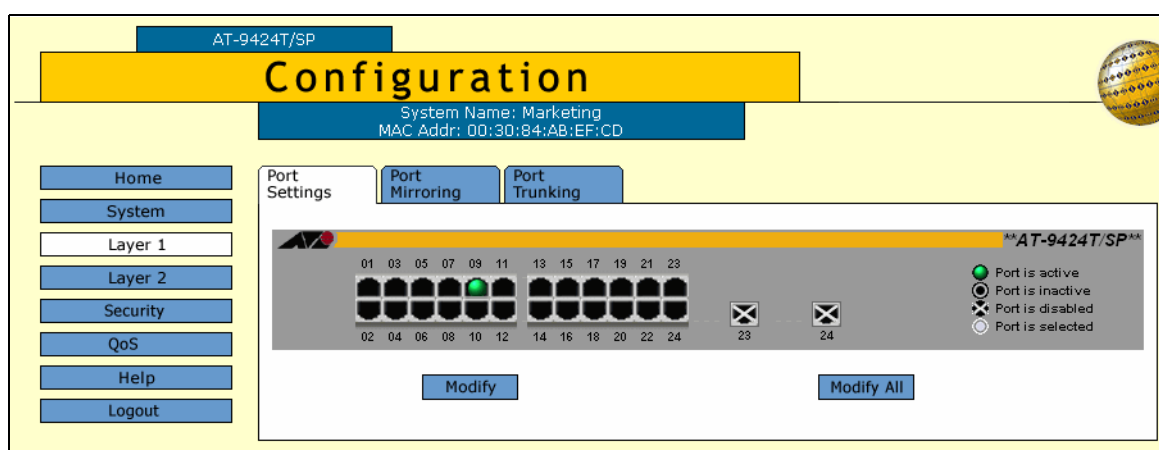 AT-9424T/SP
Configuration
System Name: Marketing
MAC Addr: 00:30:84:AB:EF:CD
Home
System
Layer 1
Layer 2
Security
QoS
Help
Logout
Port Settings
Port Mirroring
Port Trunking
**AT-9424T/SP**
01 03 05 07 09 11 13 15 17 19 21 23
02 04 06 08 10 12 14 16 18 20 22 24
23 24
Port is active
Port is inactive
Port is disabled
Port is selected
Modify
Modify All